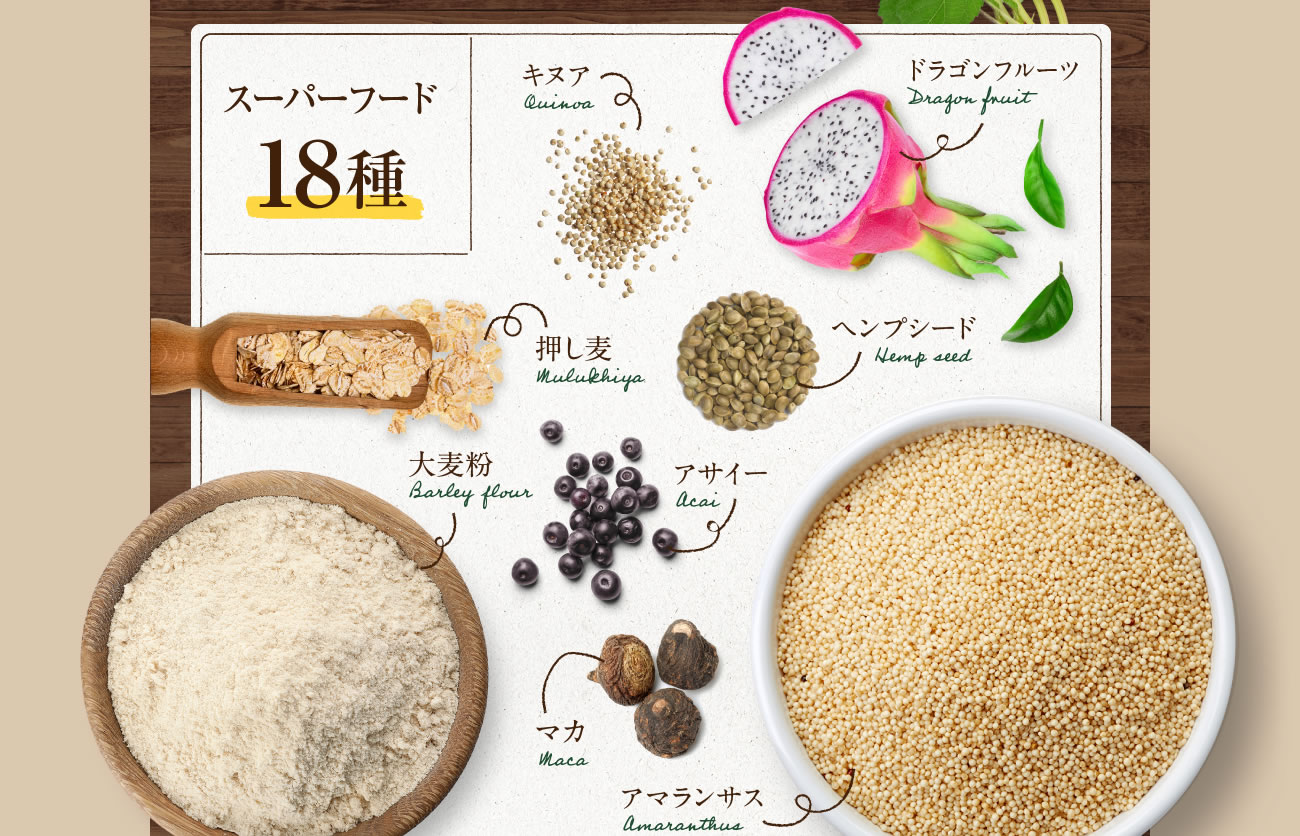 スーパーフード
18種
キヌア
Quinoa
ドラゴンフルーツ
Dragon fruit
押し麦
Mulukhiya
ヘンプシード
Hemp seed
大麦粉
Barley flour
アサイー
Acai
マカ
Maca
アマランサス
Amaranthus